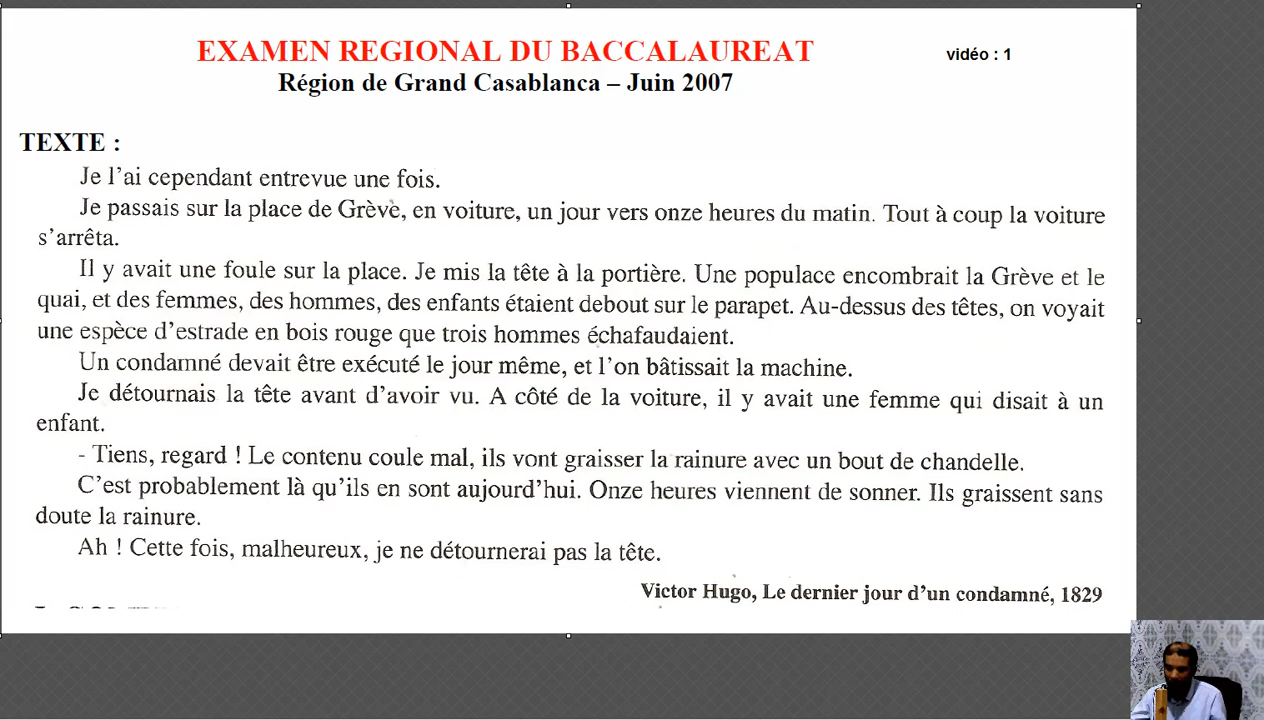 EXAMEN REGIONAL DU BACCALAUREAT
vidéo : 1
Région de Grand Casablanca – Juin 2007
TEXTE :
Je l'ai cependant entrevue une fois.
Je passais sur la place de Grève, en voiture, un jour vers onze heures du matin. Tout à coup la voiture
s'arrêta.
Il y avait une foule sur la place. Je mis la tête à la portière. Une populace encombrait la Grève et le
quai, et des femmes, des hommes, des enfants étaient debout sur le parapet. Au-dessus des têtes, on voyait
une espèce d'estrade en bois rouge que trois hommes échafaudaient.
Un condamné devait être exécuté le jour même, et l'on bâtissait la machine.
Je détournais la tête avant d'avoir vu. A côté de la voiture, il y avait une femme qui disait à un
enfant.
- Tiens, regard ! Le contenu coule mal, ils vont graisser la rainure avec un bout de chandelle.
C'est probablement là qu'ils en sont aujourd'hui. Onze heures viennent de sonner. Ils graissent sans
doute la rainure.
Ah ! Cette fois, malheureux, je ne détournerai pas la tête.
Victor Hugo, Le dernier jour d'un condamné, 1829